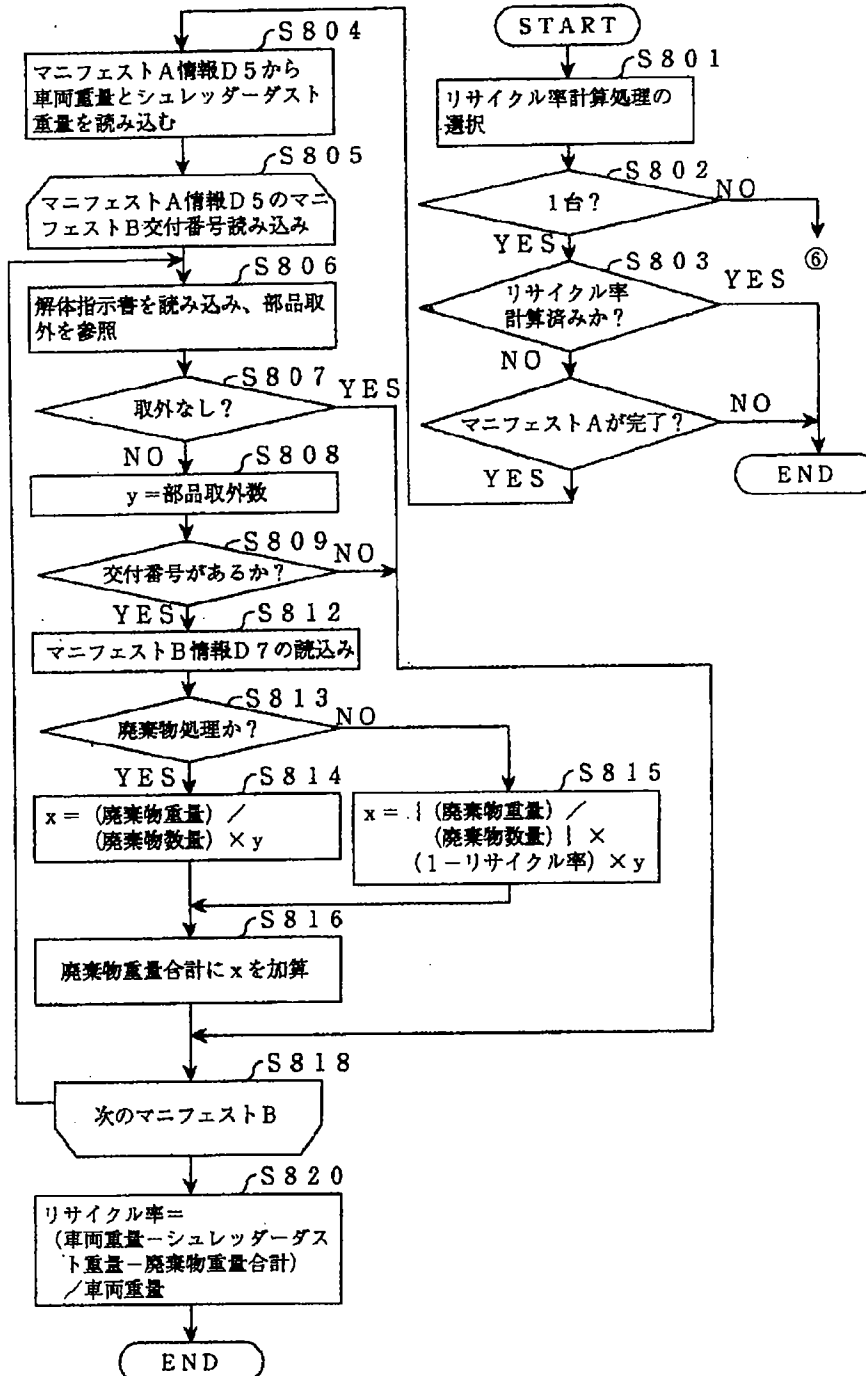 START
S801
リサイクル率計算処理の
選択
S802
1台?
NO
YES
⑥
S803
リサイクル率
計算済みか?
YES
NO
マニフェストAが完了?
NO
YES
END
S804
マニフェストA情報D5から
車両重量とシュレッダーダスト
重量を読み込む
S805
マニフェストA情報D5のマニ
フェストB交付番号読み込み
S806
解体指示書を読み込み、部品取
外を参照
S807
取外なし?
YES
NO
S808
y=部品取外数
S809
交付番号があるか?
NO
YES
S812
マニフェストB情報D7の読込み
S813
廃棄物処理か?
NO
YES
S814
x= (廃棄物重量) /
(廃棄物数量) ×y
S815
x= { (廃棄物重量) /
(廃棄物数量) } ×
(1-リサイクル率) ×y
S816
廃棄物重量合計にxを加算
S818
次のマニフェストB
S820
リサイクル率=
(車両重量-シュレッダーダス
ト重量-廃棄物重量合計)
/車両重量
END